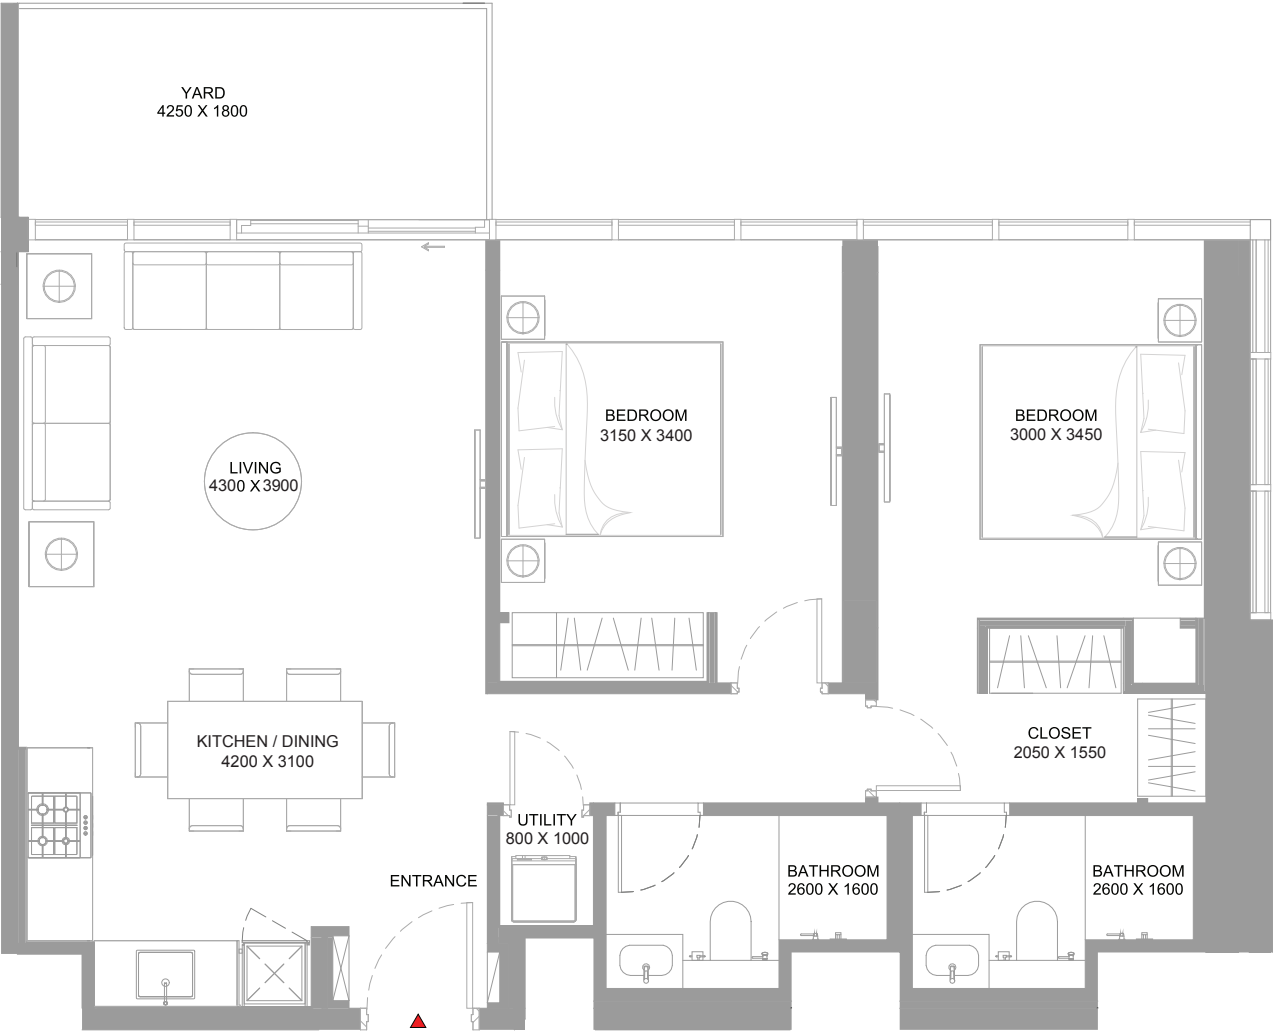 YARD
4250 X 1800
BEDROOM
3150 X 3400
BEDROOM
3000 X 3450
LIVING
4300 X 3900
KITCHEN / DINING
4200 X 3100
CLOSET
2050 X 1550
UTILITY
800 X 1000
ENTRANCE
BATHROOM
2600 X 1600
BATHROOM
2600 X 1600